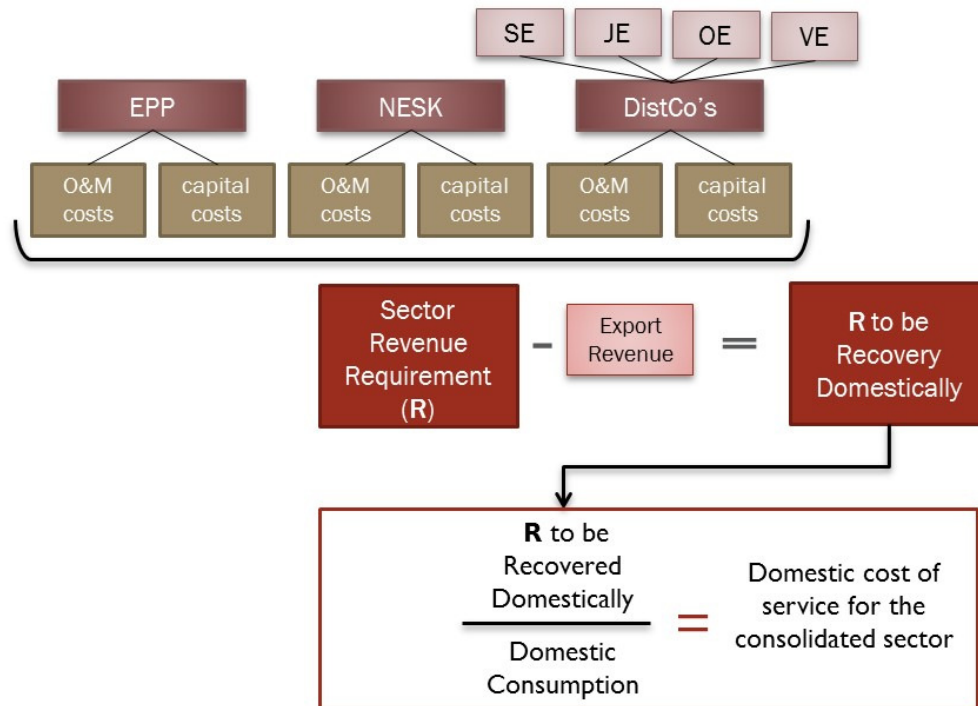 SE
JE
OE
VE
EPP
NESK
DistCo's
O&M
costs
capital
costs
O&M
costs
capital
costs
O&M
costs
capital
costs
Sector
Revenue
Requirement
(R)
–
Export
Revenue
=
R to be
Recovery
Domestically
R to be
Recovered
Domestically
Domestic
Consumption
=
Domestic cost of
service for the
consolidated sector